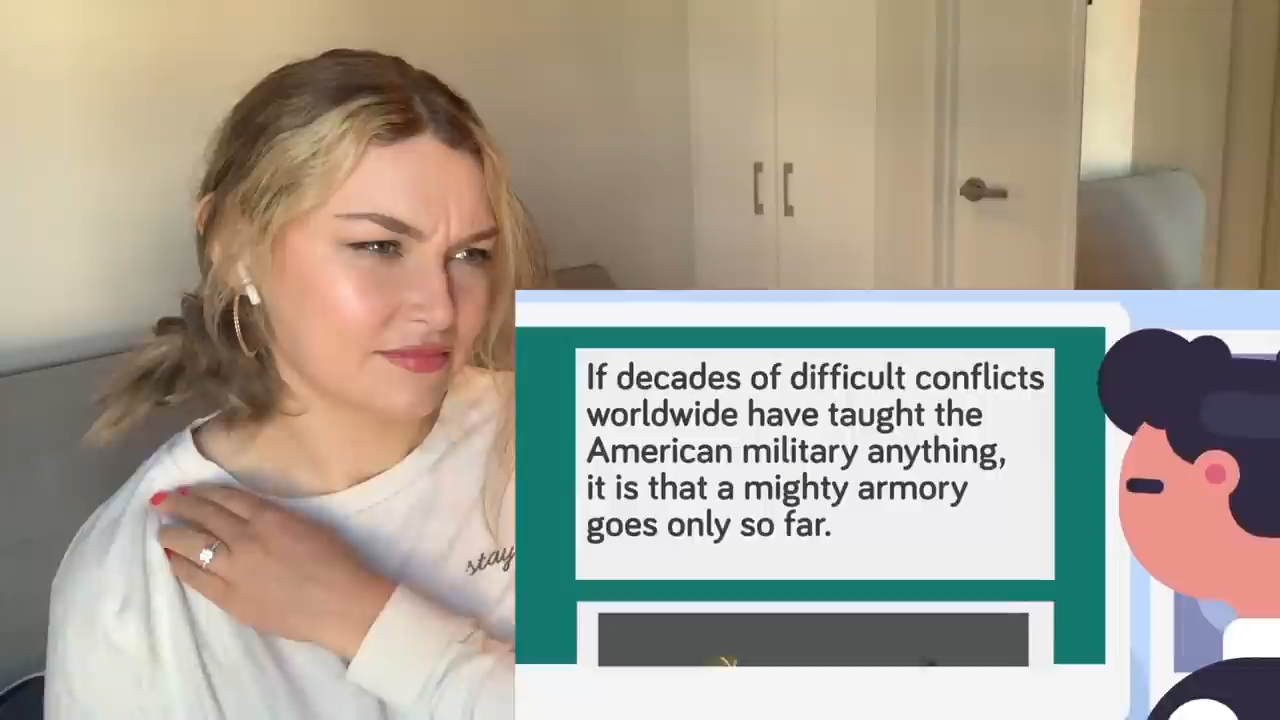 If decades of difficult conflicts
worldwide have taught the
American military anything,
it is that a mighty armory
goes only so far.
stay